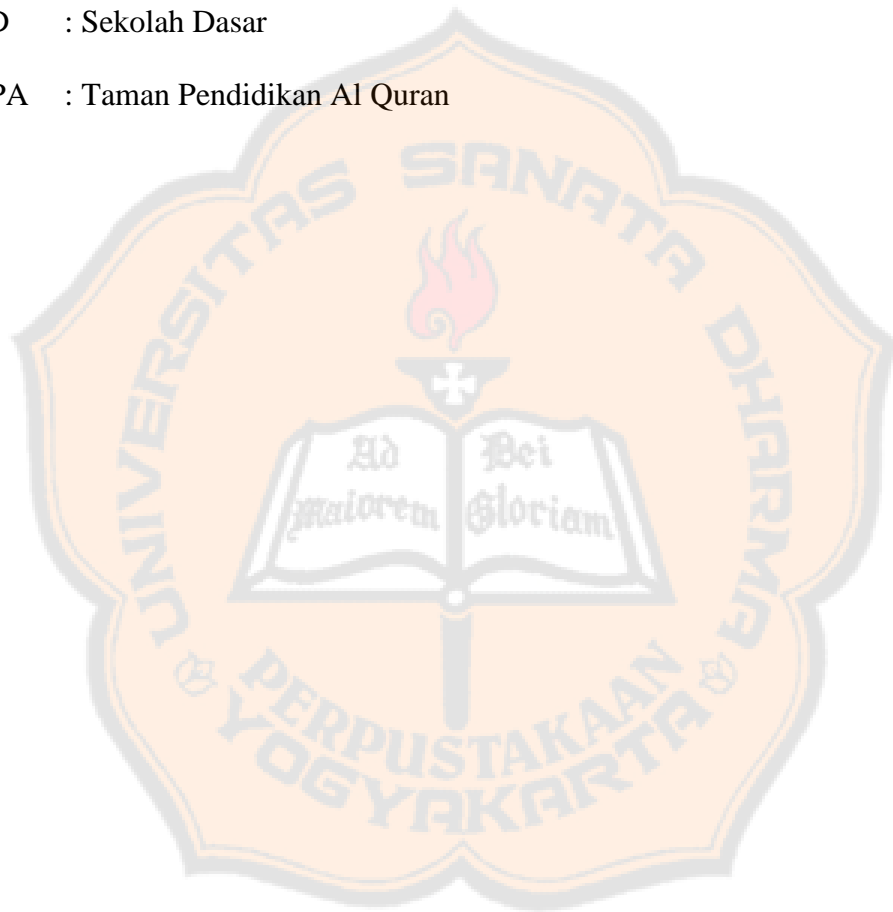 D : Sekolah Dasar
PA : Taman Pendidikan Al Quran
UNIVERSITAS SANATA DHARMA
Ad Dei
Maiorem Gloriam
PERPUSTAKAAN
YOGYAKARTA